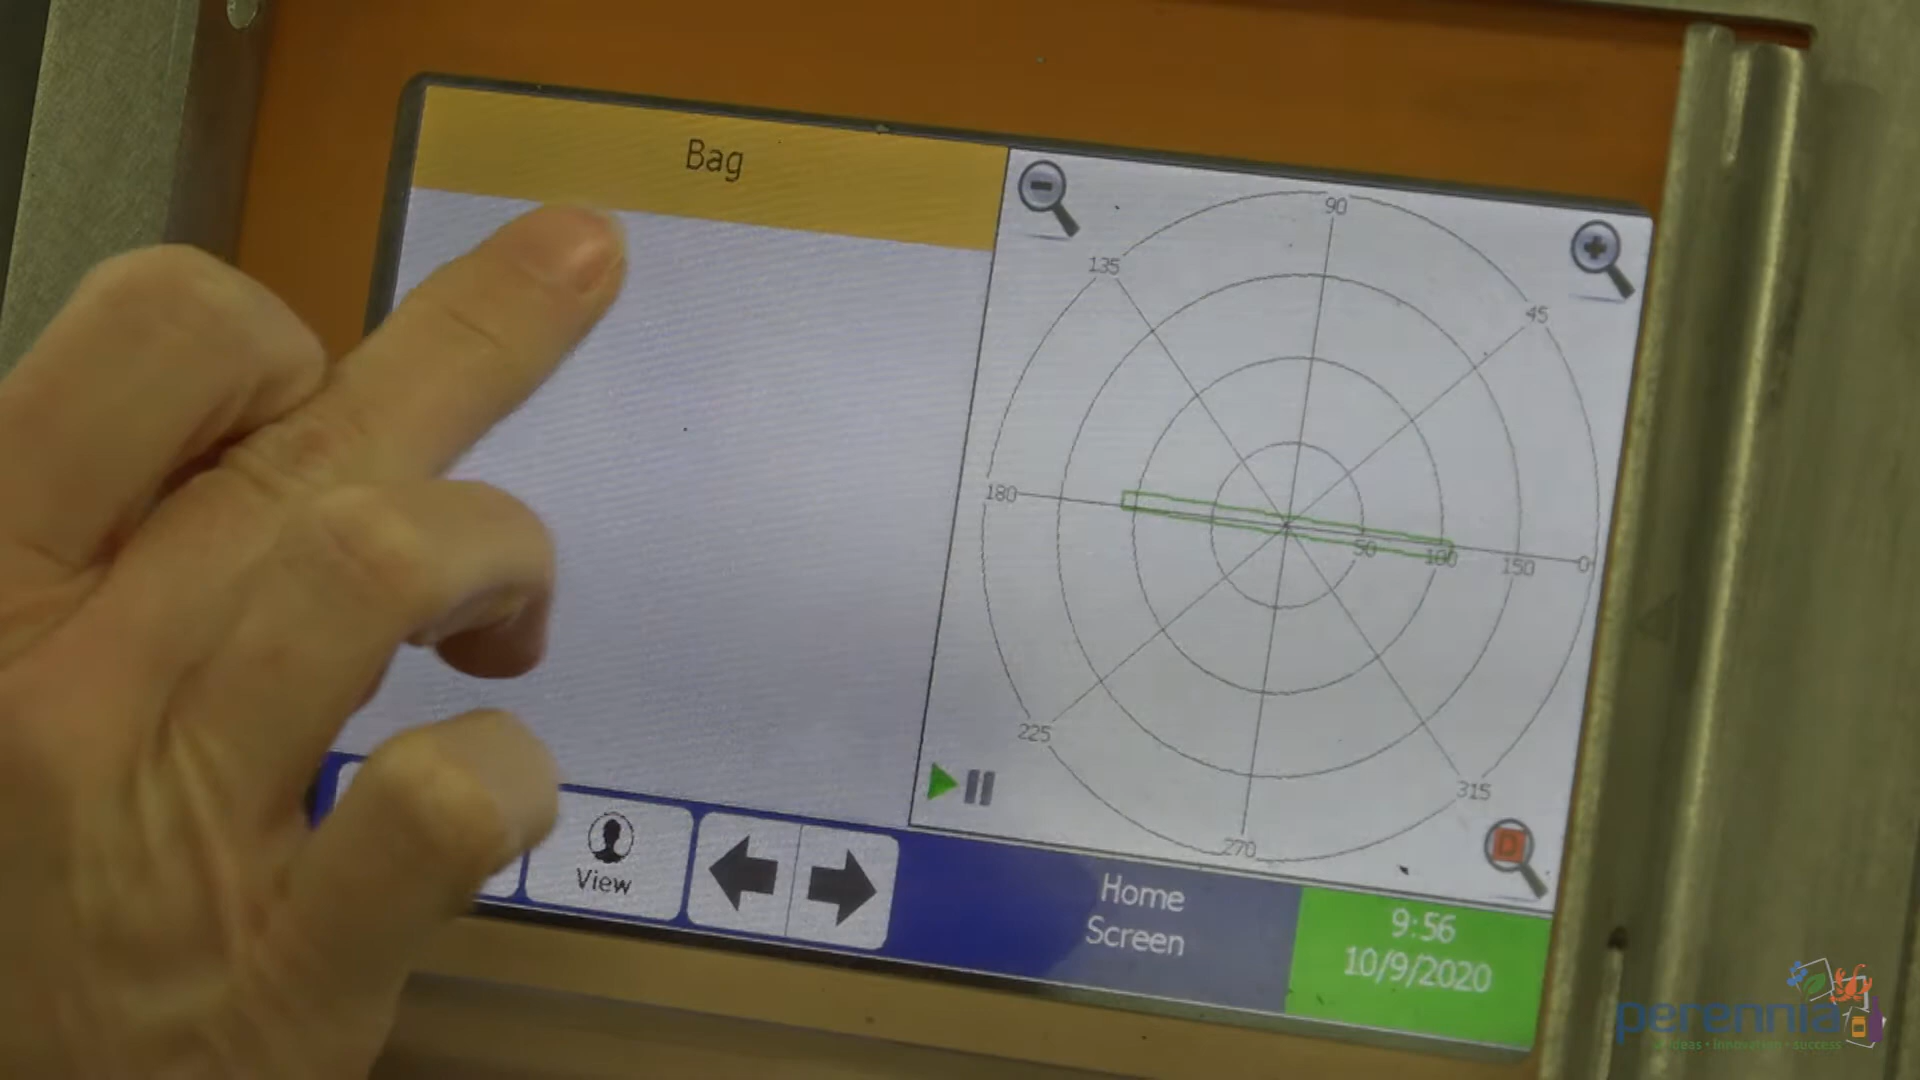 Bag
90
135
45
180
50
100
150
0
225
315
270
View
Home
Screen
9:56
10/9/2020
D
perennia
ideas • innovation • success